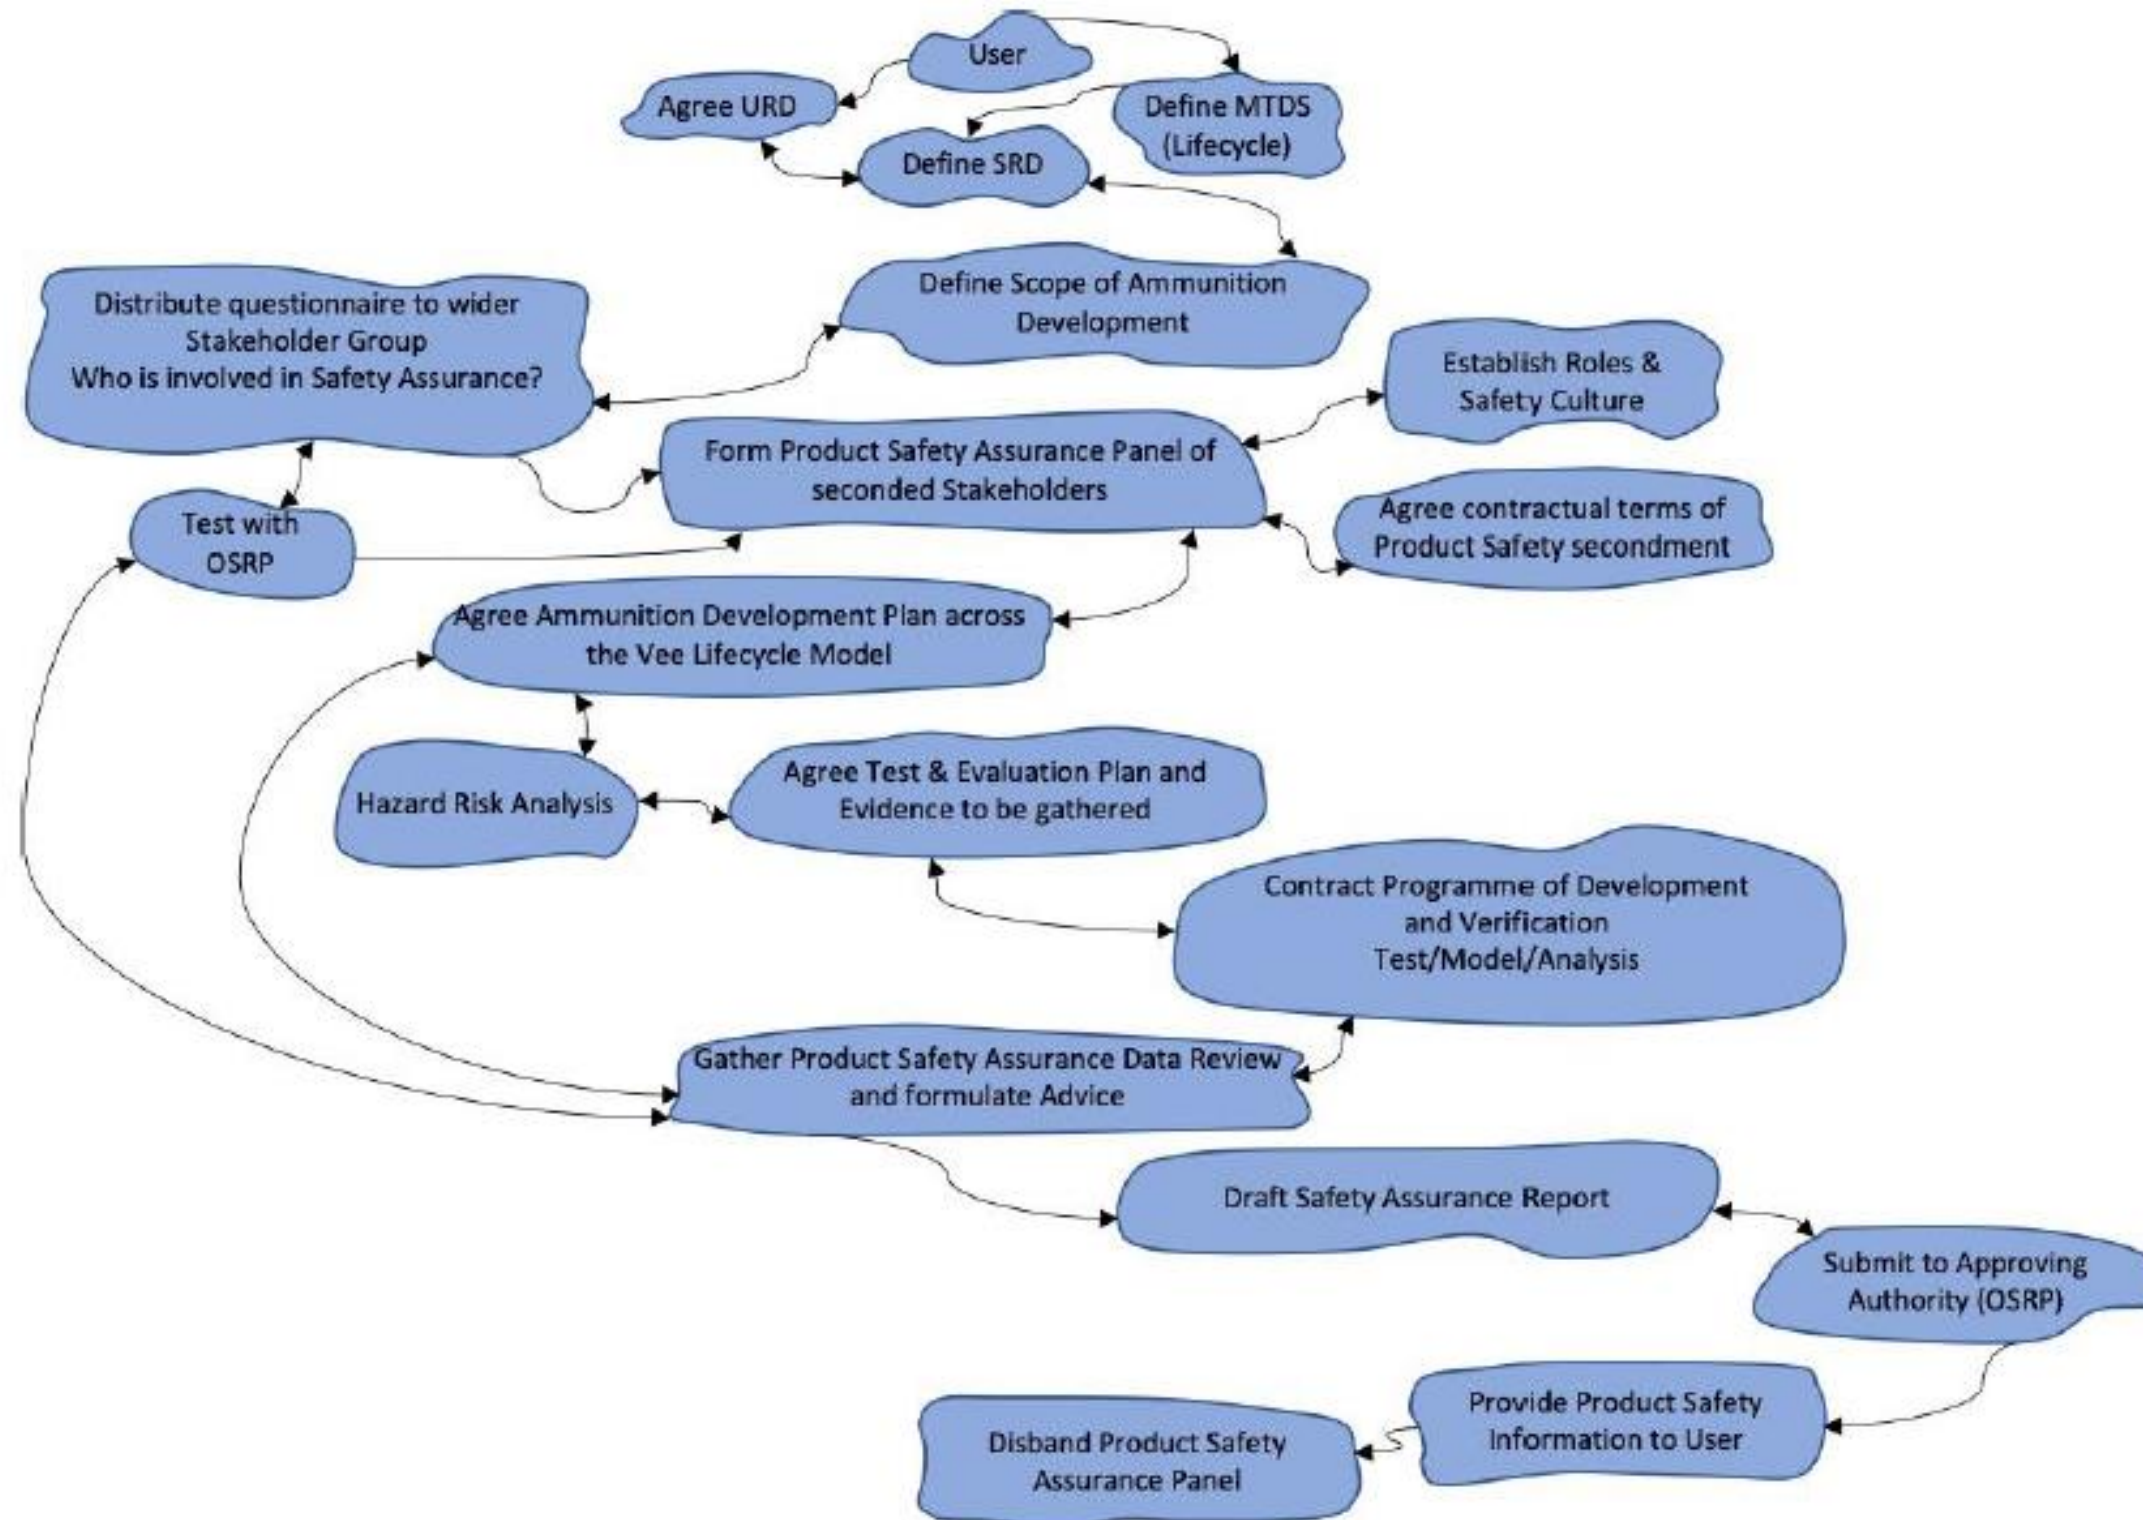 User
Agree URD
Define MTDS
(Lifecycle)
Define SRD
Define Scope of Ammunition
Development
Distribute questionnaire to wider
Stakeholder Group
Who is involved in Safety Assurance?
Establish Roles &
Safety Culture
Form Product Safety Assurance Panel of
seconded Stakeholders
Agree contractual terms of
Product Safety secondment
Test with
OSRP
Agree Ammunition Development Plan across
the Vee Lifecycle Model
Hazard Risk Analysis
Agree Test & Evaluation Plan and
Evidence to be gathered
Contract Programme of Development
and Verification
Test/Model/Analysis
Gather Product Safety Assurance Data Review
and formulate Advice
Draft Safety Assurance Report
Submit to Approving
Authority (OSRP)
Provide Product Safety
Information to User
Disband Product Safety
Assurance Panel